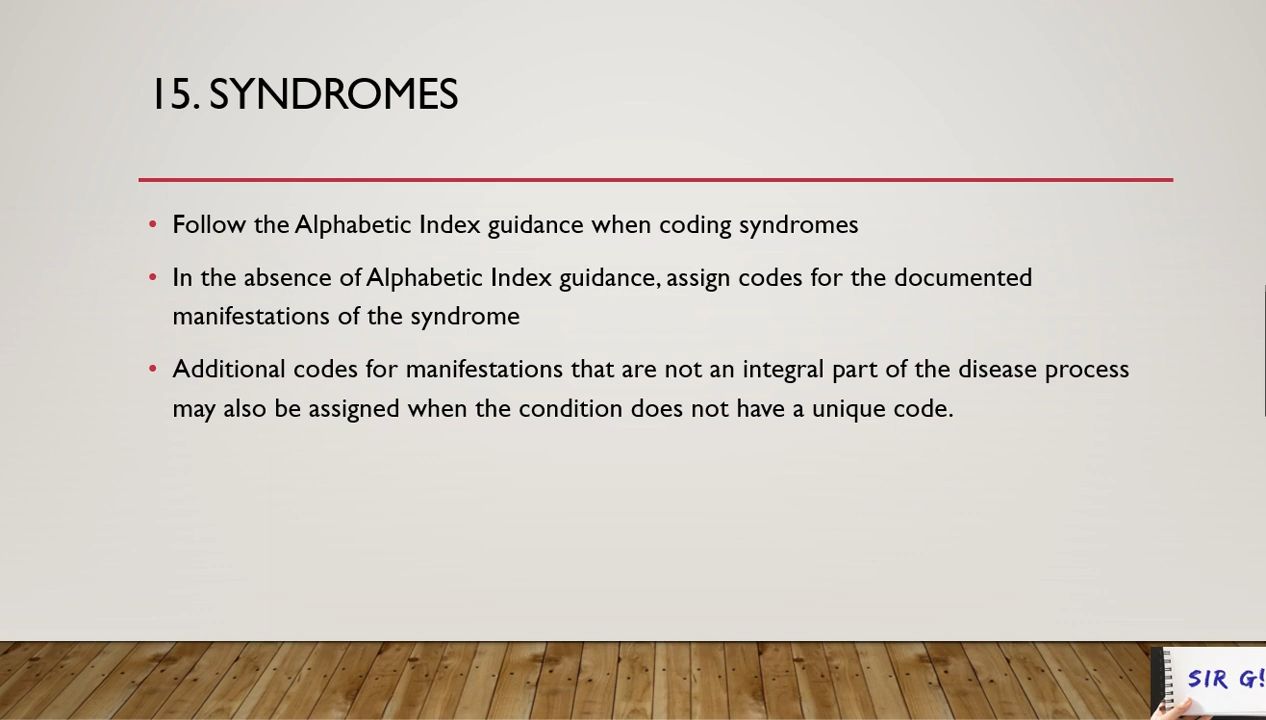 15. SYNDROMES
• Follow the Alphabetic Index guidance when coding syndromes
• In the absence of Alphabetic Index guidance, assign codes for the documented
manifestations of the syndrome
• Additional codes for manifestations that are not an integral part of the disease process
may also be assigned when the condition does not have a unique code.
SIR G!